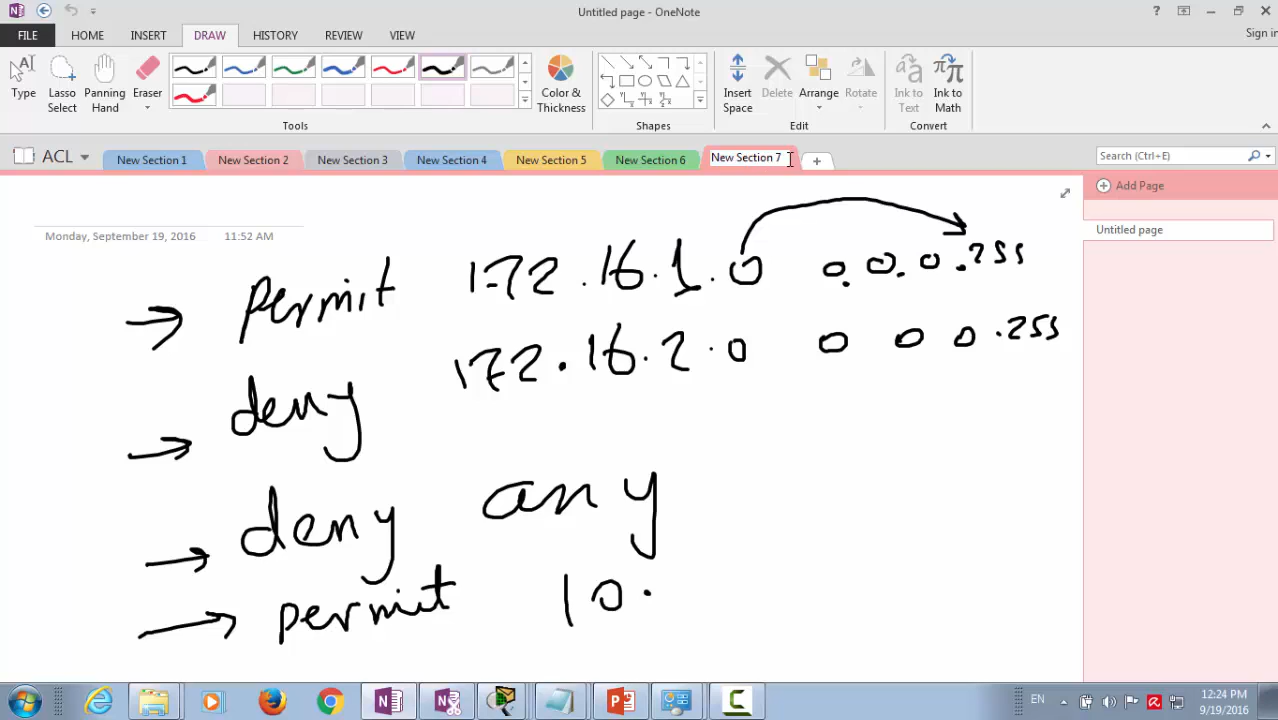 Untitled page - OneNote
? 
FILE HOME INSERT DRAW HISTORY REVIEW VIEW Sign in
Type Lasso Select Panning Hand Eraser Color & Thickness Insert Space Delete Arrange Rotate Ink to Text Ink to Math
Tools Shapes Edit Convert
ACL New Section 1 New Section 2 New Section 3 New Section 4 New Section 5 New Section 6 New Section 7 + Search (Ctrl+E)
Add Page
Untitled page
Monday, September 19, 2016 11:52 AM
permit 172.16.1.0 0.0.0.255
deny 172.16.2.0 0 0 0.255
deny any
permit 10.
EN 12:24 PM
9/19/2016